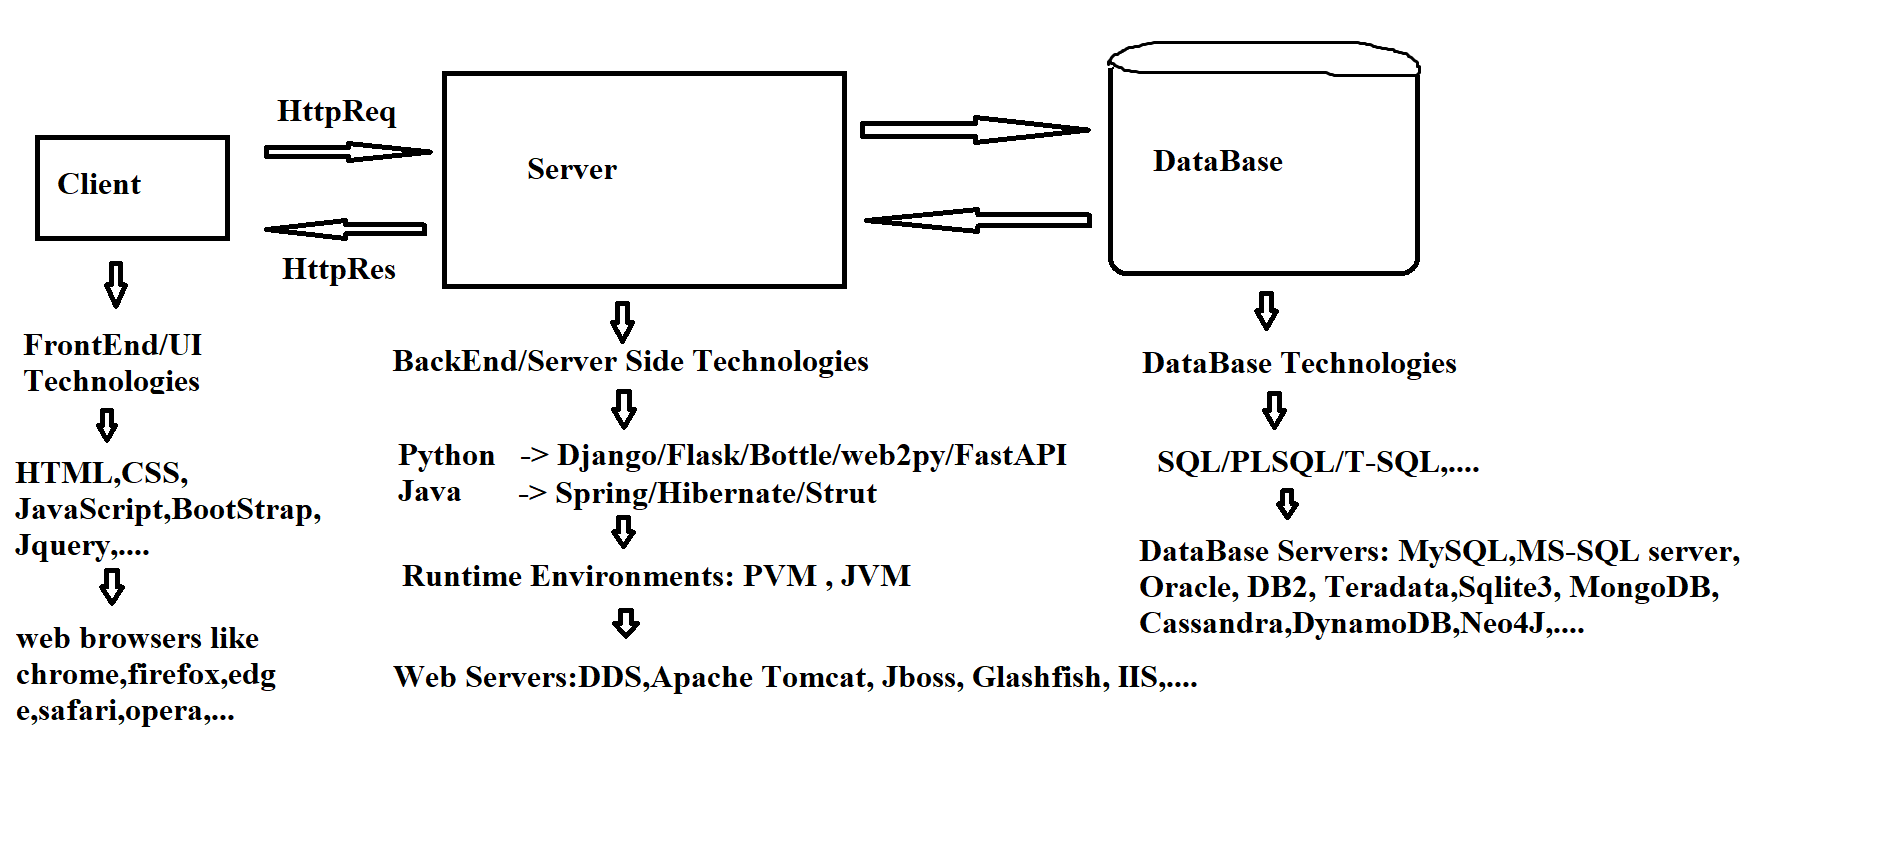 HttpReq
Client
Server
DataBase
HttpRes
FrontEnd/UI
Technologies
HTML,CSS,
JavaScript,BootStrap,
Jquery,....
web browsers like
chrome,firefox,edg
e,safari,opera,...
BackEnd/Server Side Technologies
Python -> Django/Flask/Bottle/web2py/FastAPI
Java -> Spring/Hibernate/Strut
Runtime Environments: PVM , JVM
Web Servers:DDS,Apache Tomcat, Jboss, Glashfish, IIS,....
DataBase Technologies
SQL/PLSQL/T-SQL,....
DataBase Servers: MySQL,MS-SQL server,
Oracle, DB2, Teradata,Sqlite3, MongoDB,
Cassandra,DynamoDB,Neo4J,....